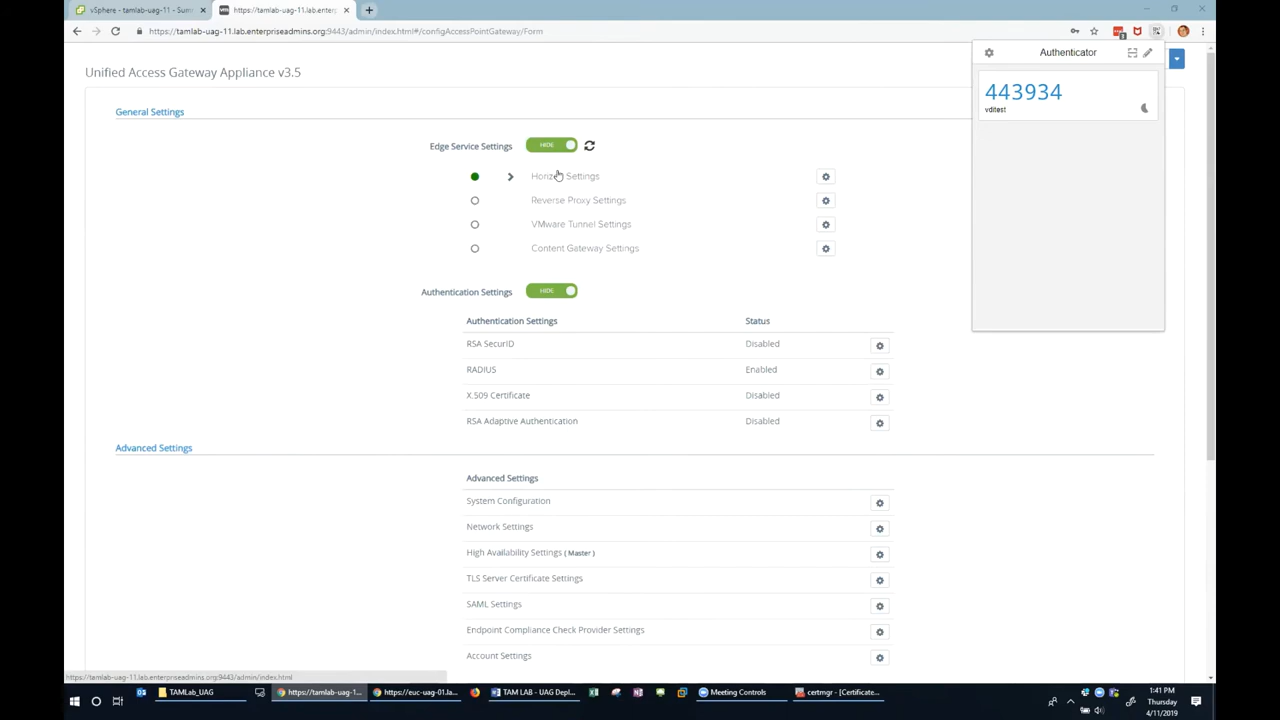 vSphere - tamlab-uag-11 - Sum
https://tamlab-uag-11.lab.enter
https://tamlab-uag-11.lab.enterpriseadmins.org:9443/admin/index.html#/configAccessPointGateway/Form
Unified Access Gateway Appliance v3.5
Authenticator
443934
vditest
General Settings
Edge Service Settings HIDE
Horizon Settings
Reverse Proxy Settings
VMware Tunnel Settings
Content Gateway Settings
Authentication Settings HIDE
Authentication Settings Status
RSA SecurID Disabled
RADIUS Enabled
X.509 Certificate Disabled
RSA Adaptive Authentication Disabled
Advanced Settings
Advanced Settings
System Configuration
Network Settings
High Availability Settings ( Master )
TLS Server Certificate Settings
SAML Settings
Endpoint Compliance Check Provider Settings
Account Settings
https://tamlab-uag-11.lab.enterpriseadmins.org:9443/admin/index.html
TAMLab_UAG
https://tamlab-uag-1...
https://euc-uag-01.la...
TAM LAB - UAG Depl...
Meeting Controls
certmgr - [Certificate...
1:41 PM
Thursday
4/11/2019